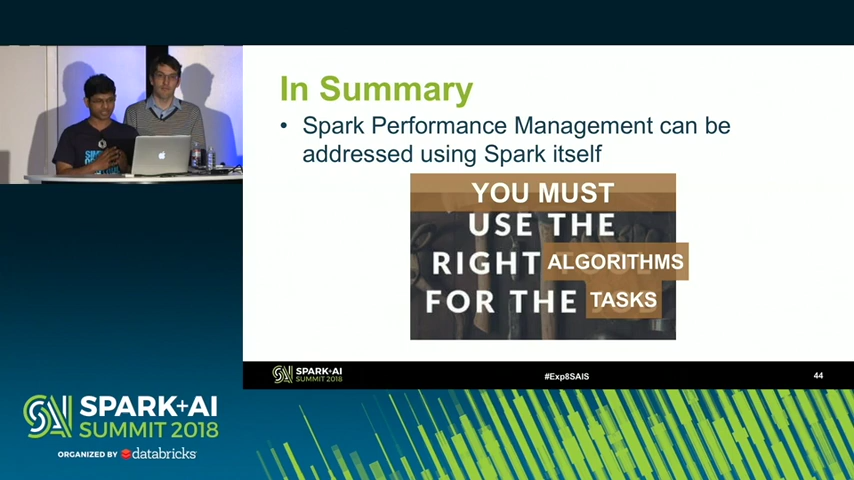 In Summary
• Spark Performance Management can be
addressed using Spark itself
YOU MUST
USE THE
RIGHT ALGORITHMS
FOR THE TASKS
SPARK+AI
SUMMIT 2018
#Exp8SAIS
44
SPARK+AI
SUMMIT 2018
ORGANIZED BY databricks